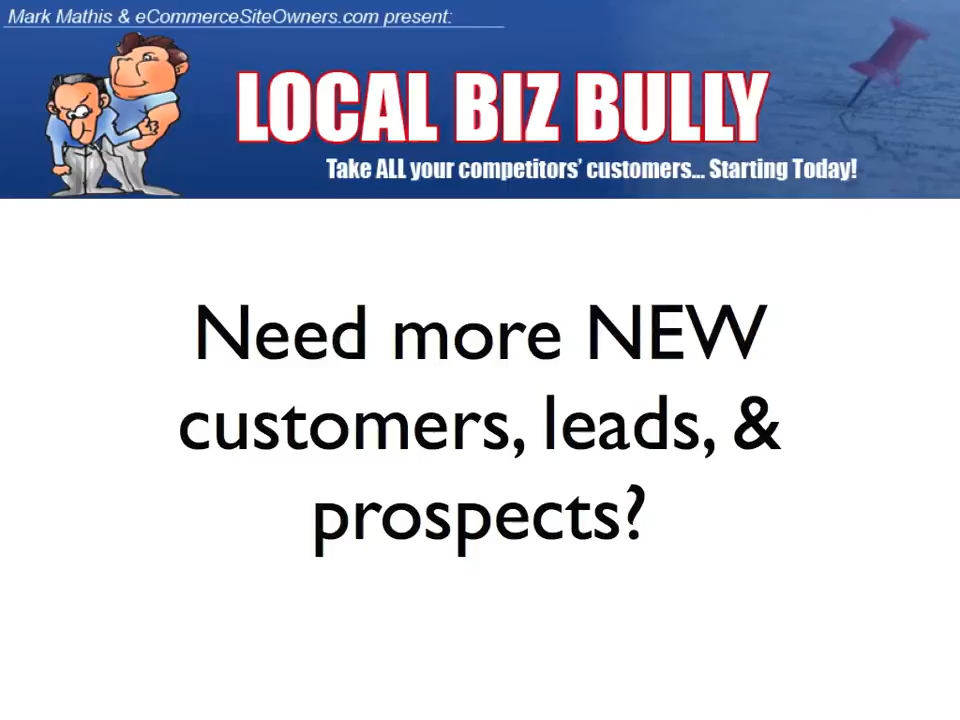 Mark Mathis & eCommerceSiteOwners.com present:
LOCAL BIZ BULLY
Take ALL your competitors’ customers... Starting Today!
Need more NEW
customers, leads, &
prospects?